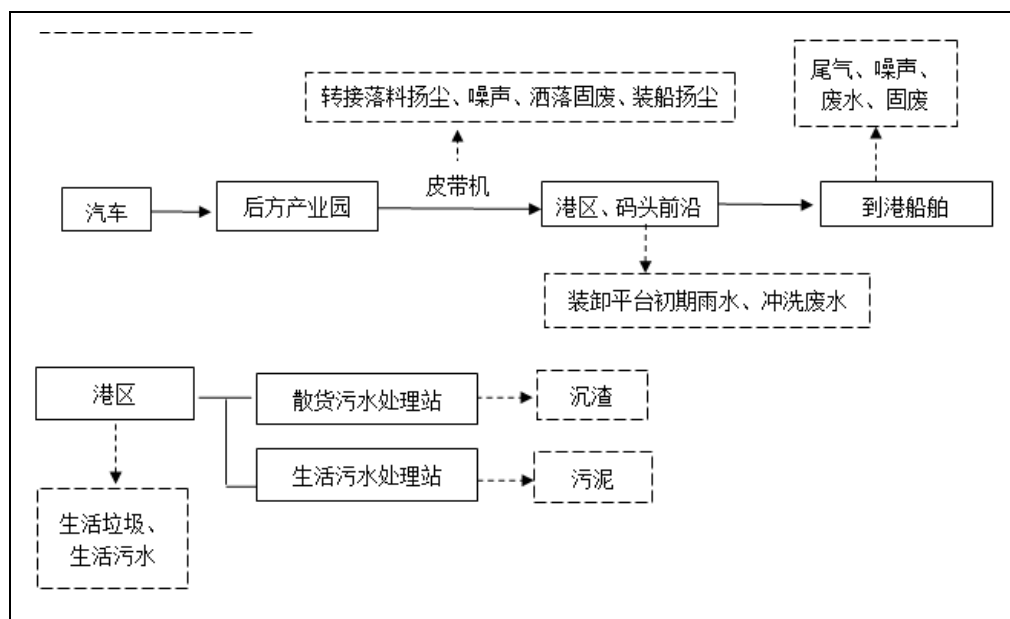 尾气、噪声、
废水、固废
转接落料扬尘、噪声、洒落固废、装船扬尘
皮带机
汽车
后方产业园
港区、码头前沿
到港船舶
装卸平台初期雨水、冲洗废水
港区
散货污水处理站
沉渣
生活污水处理站
污泥
生活垃圾、
生活污水